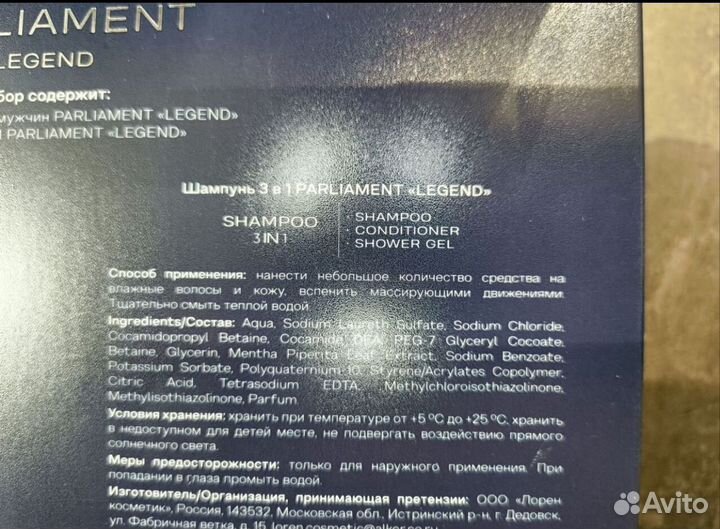 LIAMENT
LEGEND
бор содержит:
мужчин PARLIAMENT «LEGEND»
1 PARLIAMENT «LEGEND»
Шампунь 3 в 1 PARLIAMENT «LEGEND»
SHAMPOO
3 IN 1
· SHAMPOO
· CONDITIONER
· SHOWER GEL
Способ применения: нанести небольшое количество средства на
влажные волосы и кожу, вспенить массирующими движениями.
Тщательно смыть теплой водой.
Ingredients/Состав: Aqua, Sodium Laureth Sulfate, Sodium Chloride,
Cocamidopropyl Betaine, Cocamide DEA, PEG-7 Glyceryl Cocoate,
Betaine, Glycerin, Mentha Piperita Leaf Extract, Sodium Benzoate,
Potassium Sorbate, Polyquaternium 10, Styrene/Acrylates Copolymer,
Citric Acid, Tetrasodium EDTA, Methylchloroisothiazolinone,
Methylisothiazolinone, Parfum.
Условия хранения: хранить при температуре от +5 °C до +25 °C, хранить
в недоступном для детей месте, не подвергать воздействию прямого
солнечного света.
Меры предосторожности: только для наружного применения. При
попадании в глаза промыть водой.
Изготовитель/Организация, принимающая претензии: ООО «Лорен
косметик», Россия, 143532, Московская обл., Истринский р-н, г. Дедовск,
ул. Фабричная ветка, д. 15
Avito